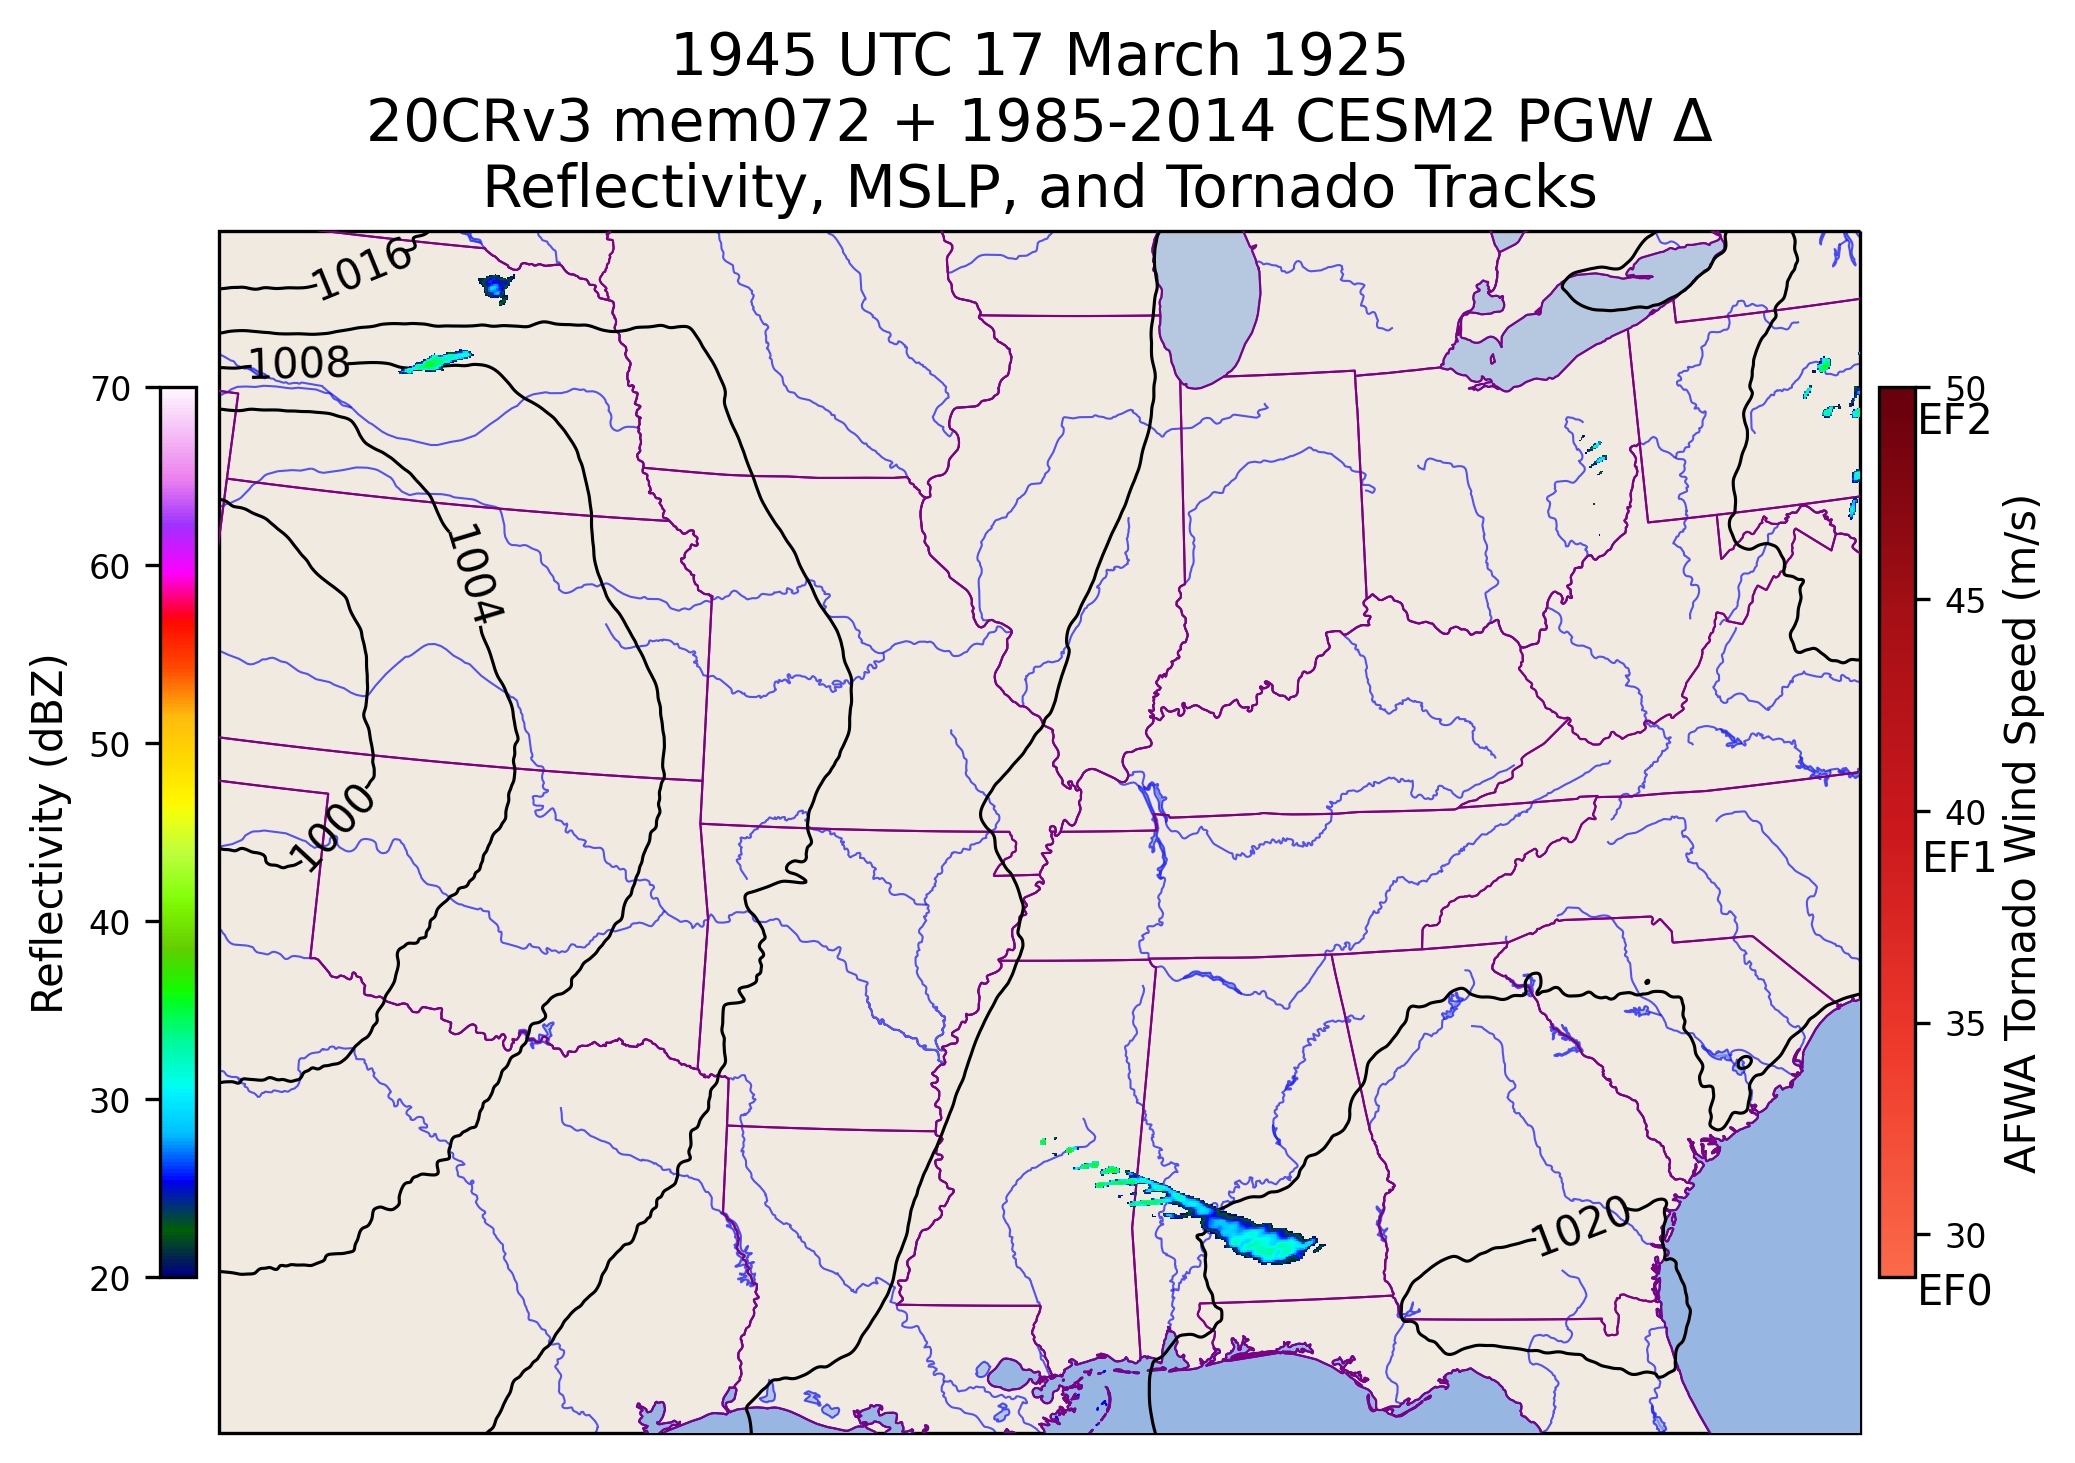 1945 UTC 17 March 1925
20CRv3 mem072 + 1985-2014 CESM2 PGW Δ
Reflectivity, MSLP, and Tornado Tracks
1016
1008
1004
1000
1020
70
60
50
40
30
20
Reflectivity (dBZ)
50
EF2
45
40
EF1
35
30
EF0
AFWA Tornado Wind Speed (m/s)